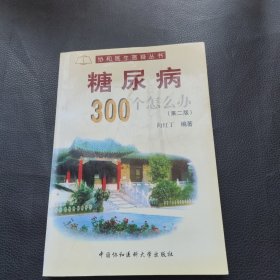 协和医生答疑丛书
糖尿病
300个怎么办
(第二版)
向红丁 编著
中国协和医科大学出版社